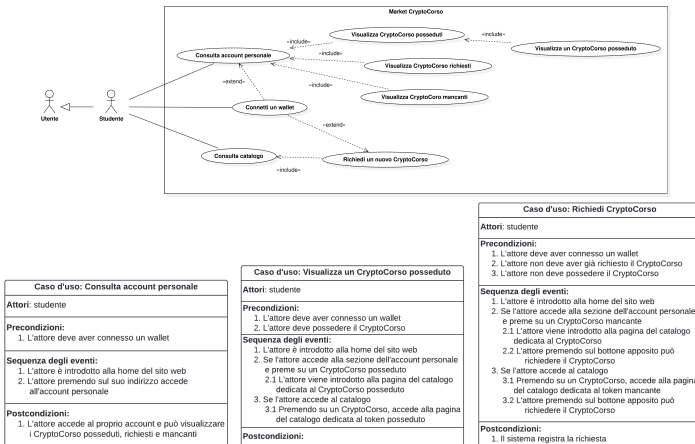 Market CryptoCorso
Visualizza CryptoCorso posseduti
«include»
«include»
Visualizza un CryptoCorso posseduto
Consulta account personale
«include»
Visualizza CryptoCorso richiesti
«extend»
«include»
Visualizza CryptoCoro mancanti
Connetti un wallet
Utente
Studente
«extend»
Consulta catalogo
Richiedi un nuovo CryptoCorso
«include»
Caso d'uso: Consulta account personale
Attori: studente
Precondizioni:
1. L'attore deve aver connesso un wallet
Sequenza degli eventi:
1. L'attore è introdotto alla home del sito web
2. L'attore premendo sul suo indirizzo accede
all'account personale
Postcondizioni:
1. L'attore accede al proprio account e può visualizzare
i CryptoCorso posseduti, richiesti e mancanti
Caso d'uso: Visualizza un CryptoCorso posseduto
Attori: studente
Precondizioni:
1. L'attore deve aver connesso un wallet
2. L'attore deve possedere il CryptoCorso
Sequenza degli eventi:
1. L'attore è introdotto alla home del sito web
2. Se l'attore accede alla sezione dell'account personale
e preme su un CryptoCorso posseduto
2.1 L'attore viene introdotto alla pagina del catalogo
dedicata al CryptoCorso posseduto
3. Se l'attore accede al catalogo
3.1 Premendo su un CryptoCorso, accede alla pagina
del catalogo dedicata al token posseduto
Postcondizioni:
Caso d'uso: Richiedi CryptoCorso
Attori: studente
Precondizioni:
1. L'attore deve aver connesso un wallet
2. L'attore non deve aver già richiesto il CryptoCorso
3. L'attore non deve possedere il CryptoCorso
Sequenza degli eventi:
1. L'attore è introdotto alla home del sito web
2. Se l'attore accede alla sezione dell'account personale
e preme su un CryptoCorso mancante
2.1 L'attore viene introdotto alla pagina del catalogo
dedicata al CryptoCorso
2.2 L'attore premendo sul bottone apposito può
richiedere il CryptoCorso
3. Se l'attore accede al catalogo
3.1 Premendo su un CryptoCorso, accede alla pagina
del catalogo dedicata al token mancante
3.2 L'attore premendo sul bottone apposito può
richiedere il CryptoCorso
Postcondizioni:
1. Il sistema registra la richiesta